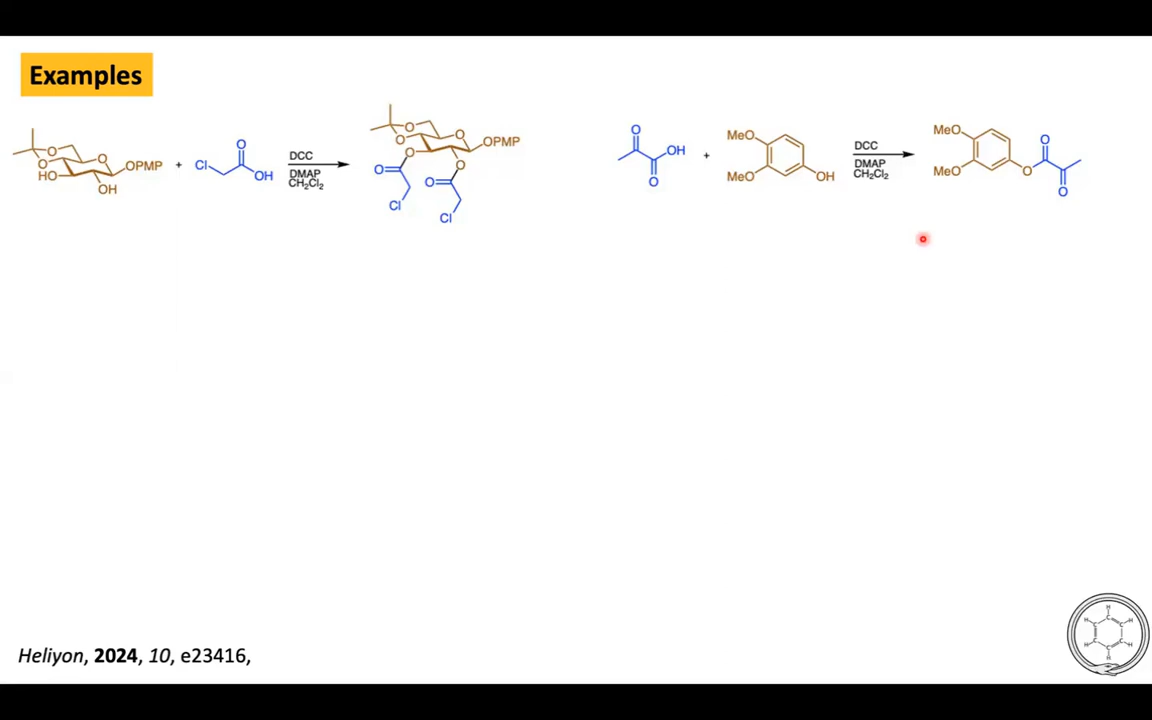 Examples
O
O
O
O
OPMP
HO
OH
+
Cl
O
OH
DCC
DMAP
CH2Cl2
O
O
O
OPMP
O
O
O
O
Cl
Cl
O
OH
O
+
MeO
MeO
OH
DCC
DMAP
CH2Cl2
MeO
MeO
O
O
O
Heliyon, 2024, 10, e23416,
H
H C C H
C C
C C
H C H
H